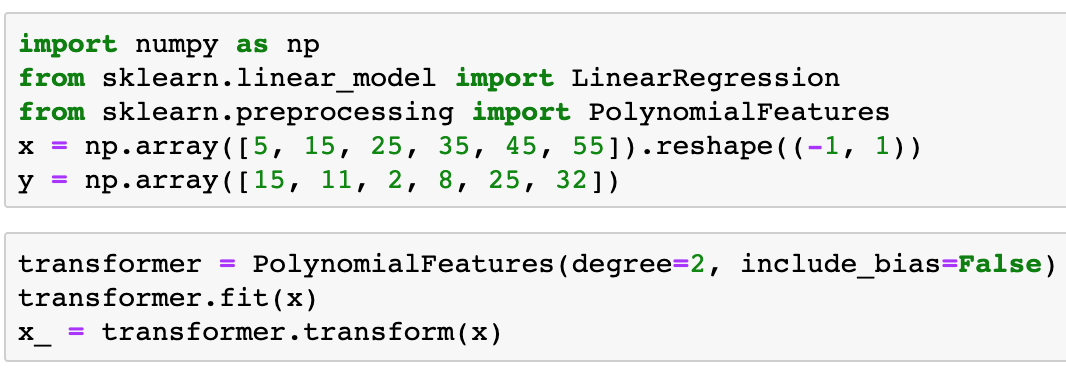 import numpy as np
from sklearn.linear_model import LinearRegression
from sklearn.preprocessing import PolynomialFeatures
x = np.array([5, 15, 25, 35, 45, 55]).reshape((-1, 1))
y = np.array([15, 11, 2, 8, 25, 32])
transformer = PolynomialFeatures(degree=2, include_bias=False)
transformer.fit(x)
x_ = transformer.transform(x)